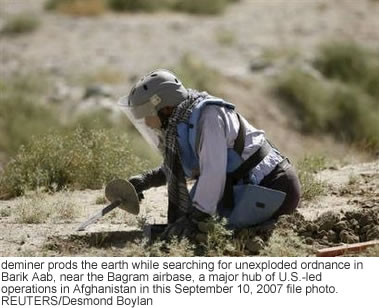 deminer prods the earth while searching for unexploded ordnance in
Barik Aab, near the Bagram airbase, a major hub of U.S.-led
operations in Afghanistan in this September 10, 2007 file photo.
REUTERS/Desmond Boylan